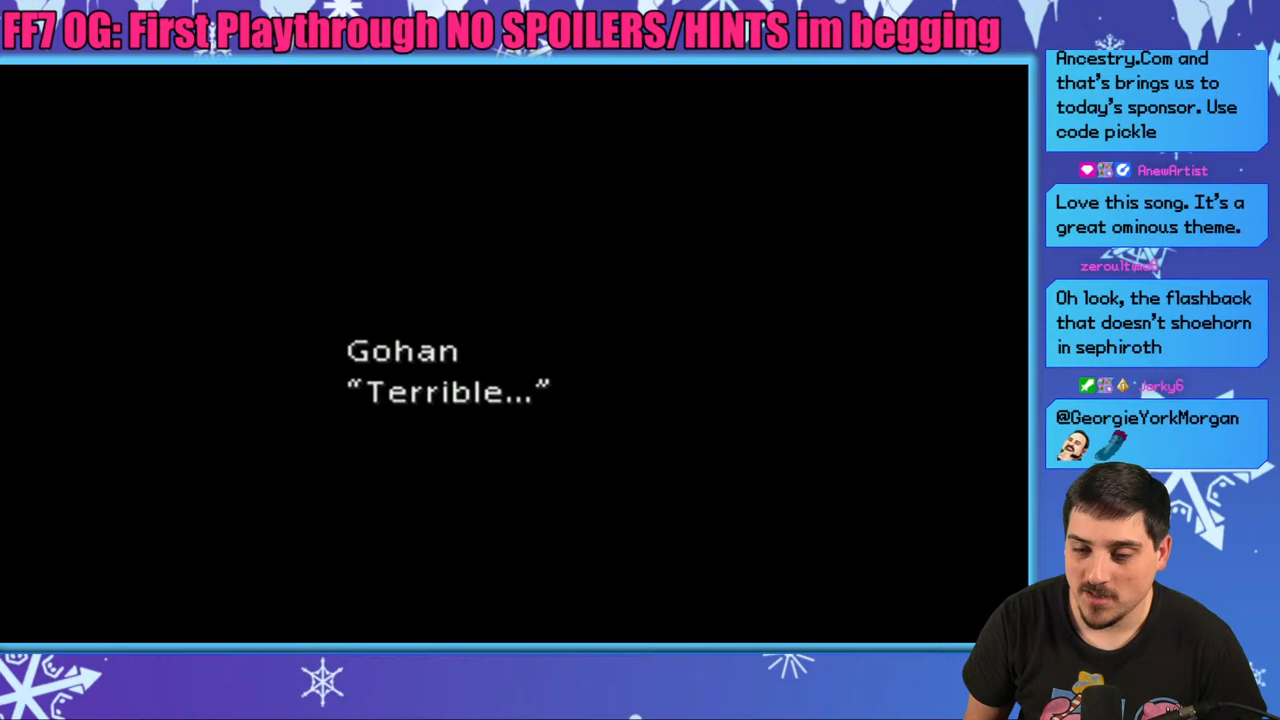 FF7 OG: First Playthrough NO SPOILERS/HINTS im begging
Gohan
“Terrible...”
Ancestry.Com and
that's brings us to
today's sponsor. Use
code pickle
AnewArtist
Love this song. It's a
great ominous theme.
zeroultima6
Oh look, the flashback
that doesn't shoehorn
in sephiroth
Jorky6
@GeorgieYorkMorgan